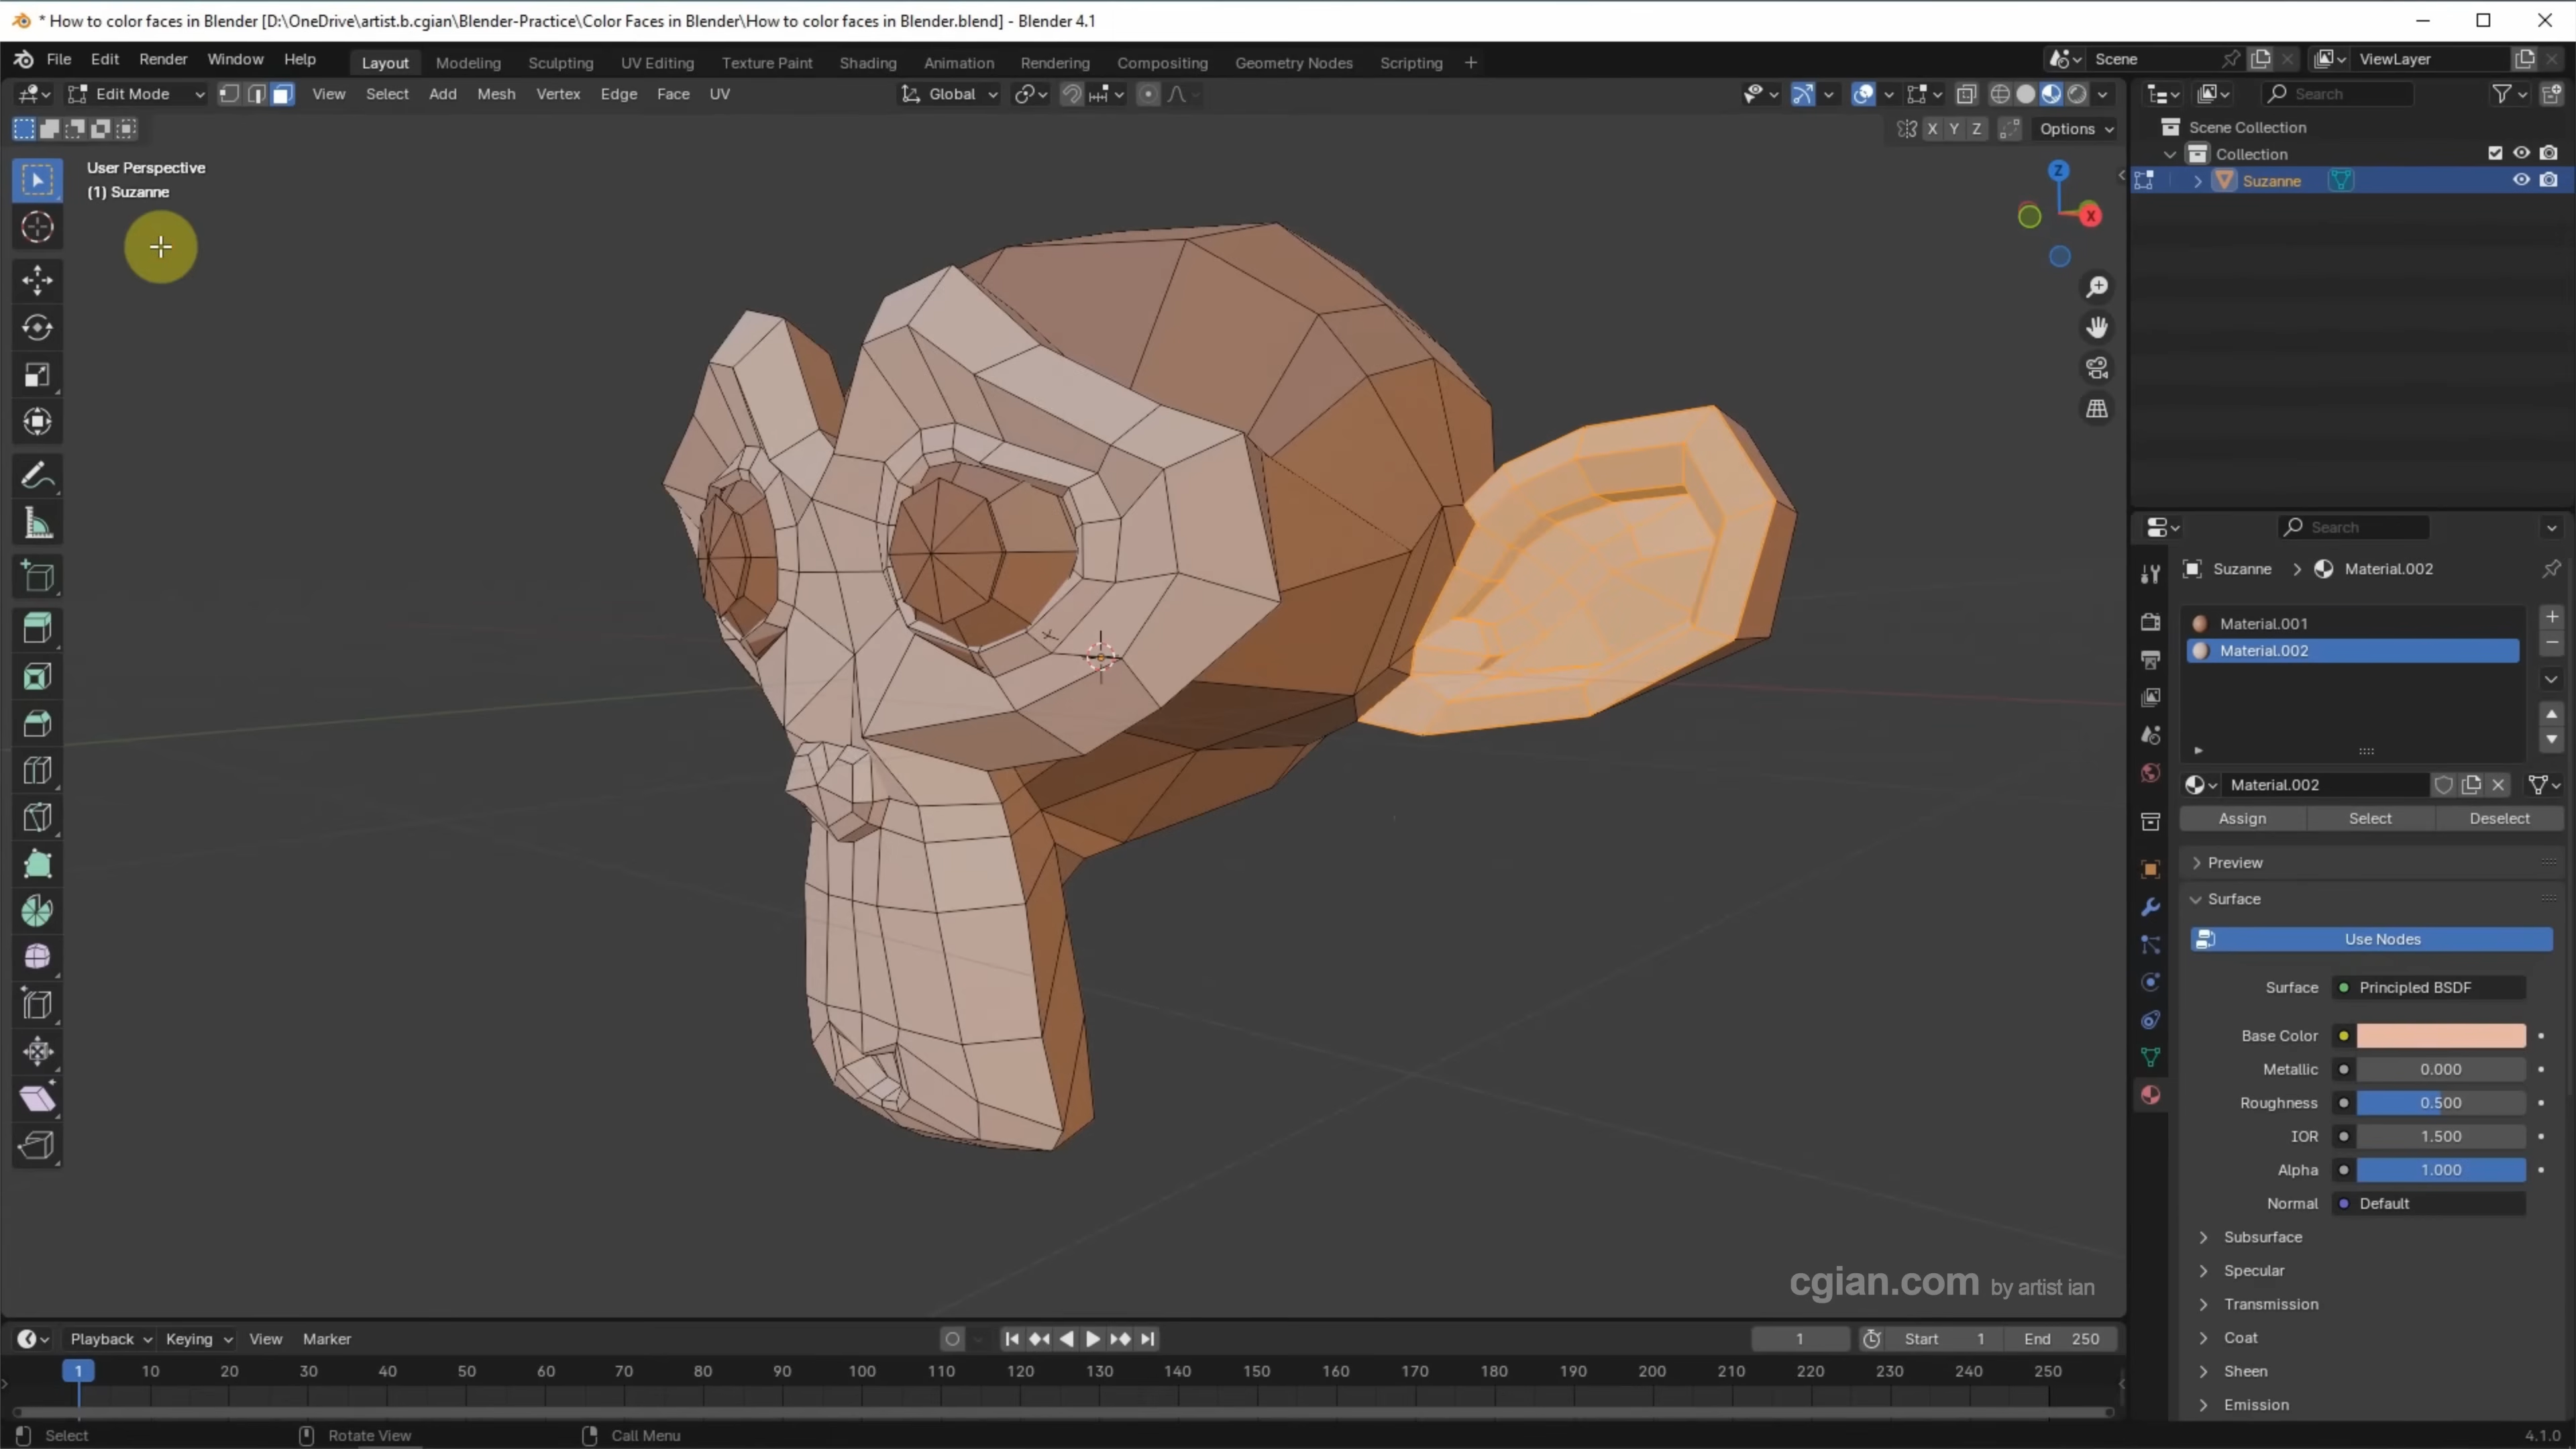 * How to color faces in Blender [D:\OneDrive\artist.b.cgian\Blender-Practice\Color Faces in Blender\How to color faces in Blender.blend] - Blender 4.1
File Edit Render Window Help Layout Modeling Sculpting UV Editing Texture Paint Shading Animation Rendering Compositing Geometry Nodes Scripting + Scene ViewLayer
Edit Mode View Select Add Mesh Vertex Edge Face UV Global Search
X Y Z Options
Scene Collection
Collection
Suzanne
User Perspective
(1) Suzanne
Z
X
Search
Suzanne > Material.002
Material.001
Material.002
Material.002
Assign Select Deselect
Preview
Surface
Use Nodes
Surface Principled BSDF
Base Color
Metallic 0.000
Roughness 0.500
IOR 1.500
Alpha 1.000
Normal Default
Subsurface
Specular
Transmission
Coat
Sheen
Emission
cgian.com by artist ian
Playback Keying View Marker 1 Start 1 End 250
1 10 20 30 40 50 60 70 80 90 100 110 120 130 140 150 160 170 180 190 200 210 220 230 240 250
Select Rotate View Call Menu 4.1.0